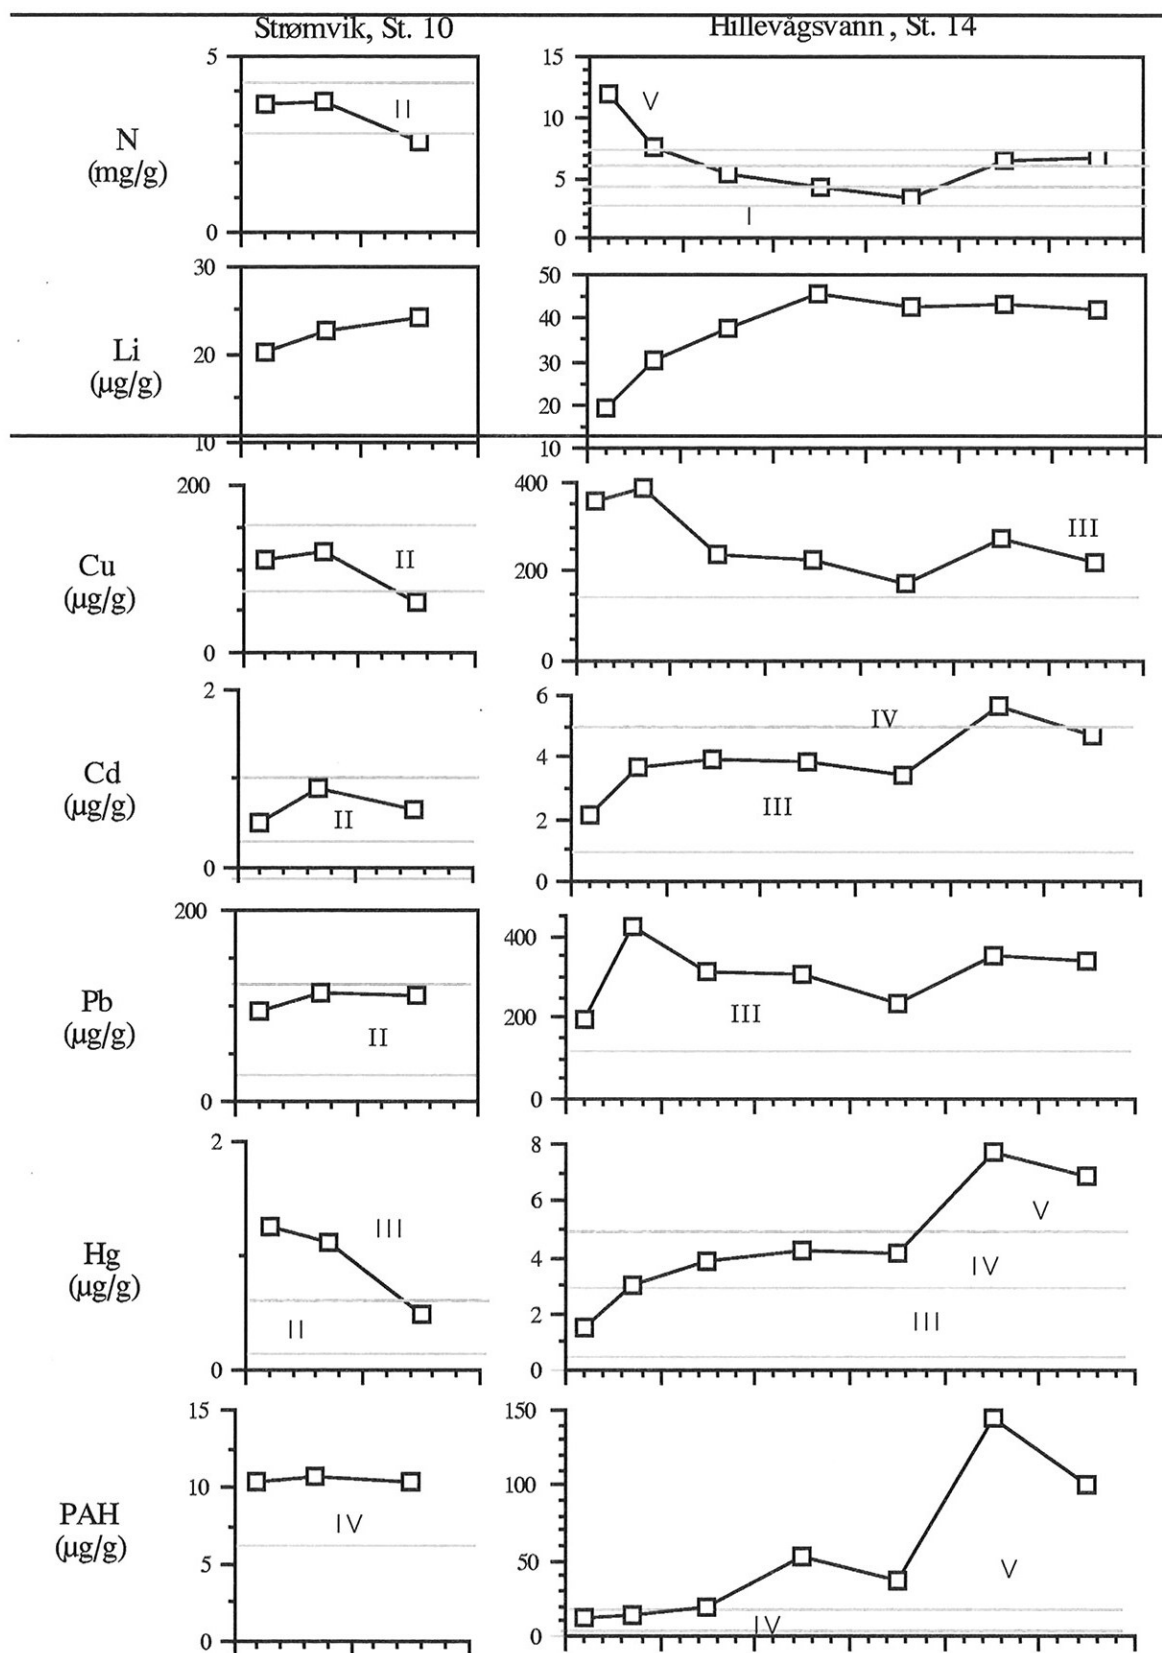 Strømvik, St. 10
Hillevågsvann , St. 14
N
(mg/g)
5
0
II
15
10
5
0
V
I
Li
(µg/g)
30
20
10
50
40
30
20
10
Cu
(µg/g)
200
0
II
400
200
0
III
Cd
(µg/g)
2
0
II
6
4
2
0
IV
III
Pb
(µg/g)
200
0
II
400
200
0
III
Hg
(µg/g)
2
0
III
II
8
6
4
2
0
V
IV
III
PAH
(µg/g)
15
10
5
0
IV
150
100
50
0
V
IV